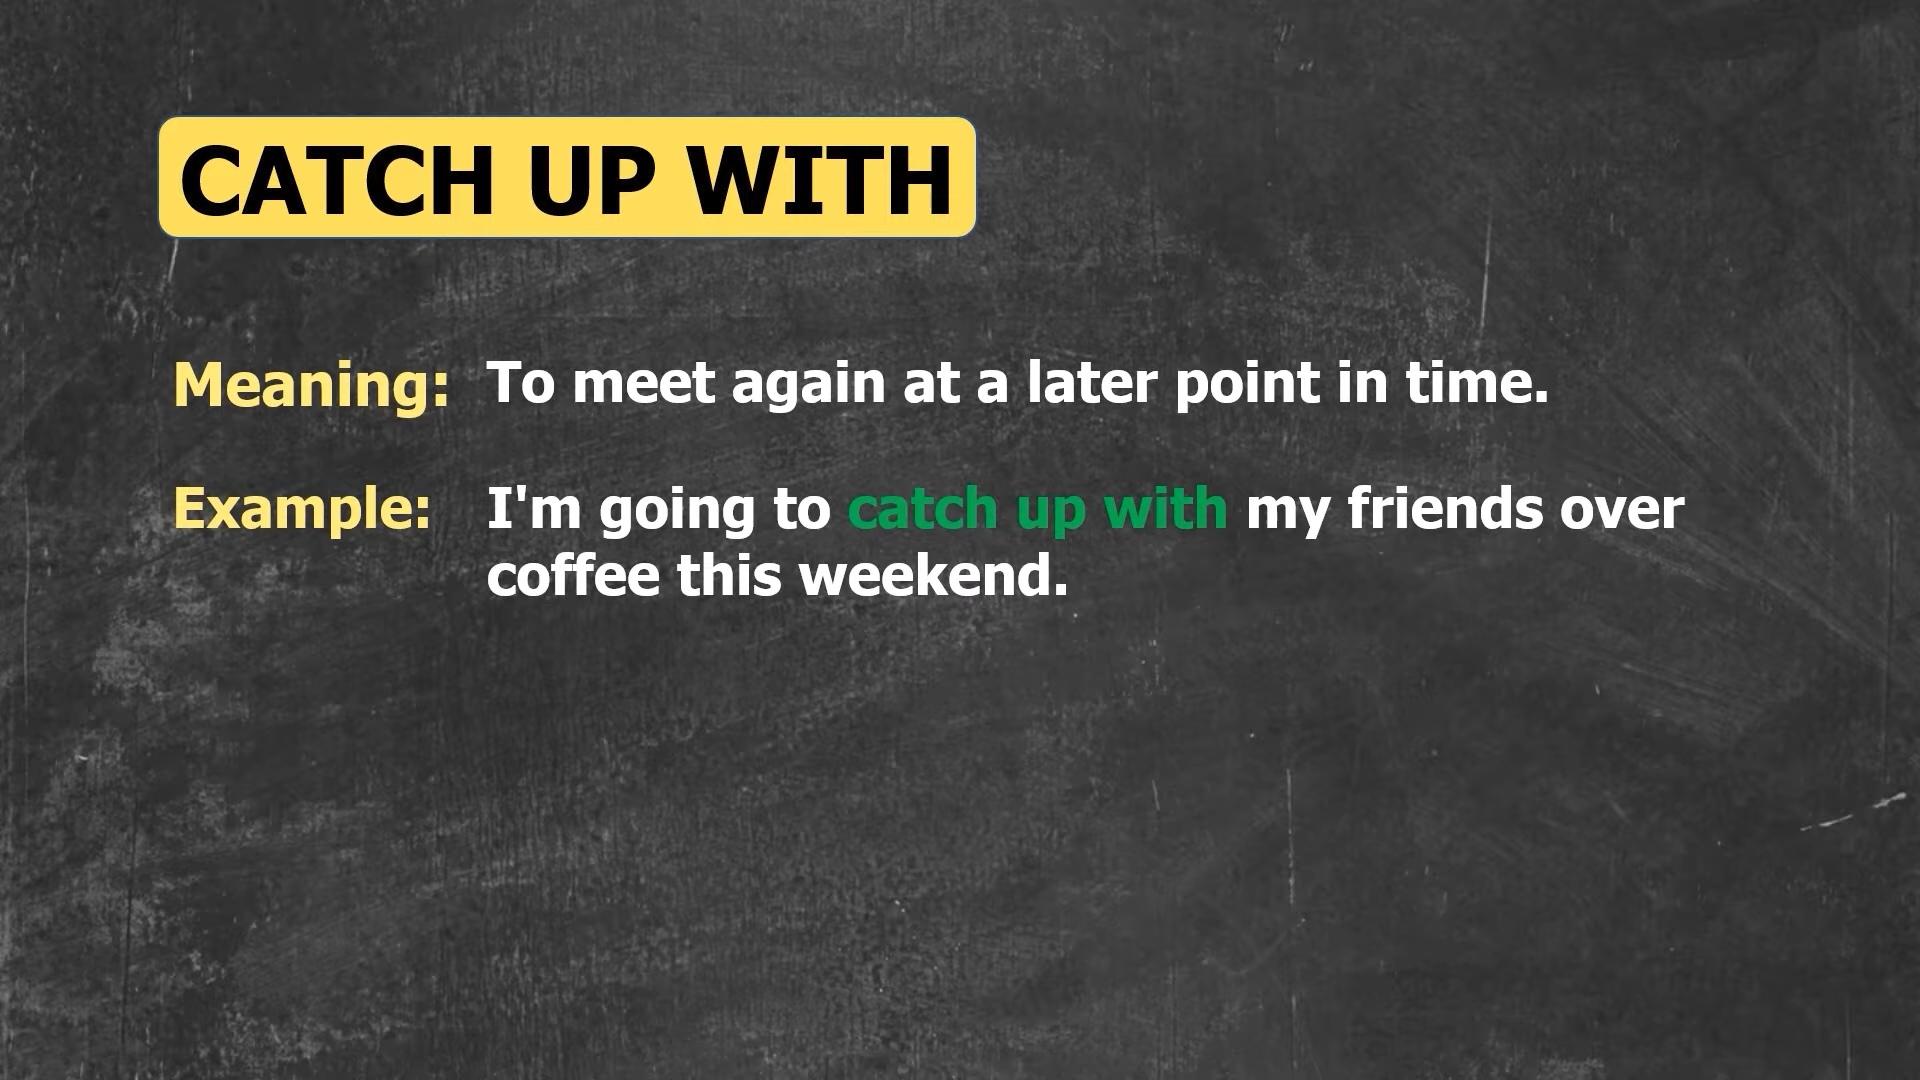 CATCH UP WITH
Meaning: To meet again at a later point in time.
Example: I'm going to catch up with my friends over
coffee this weekend.